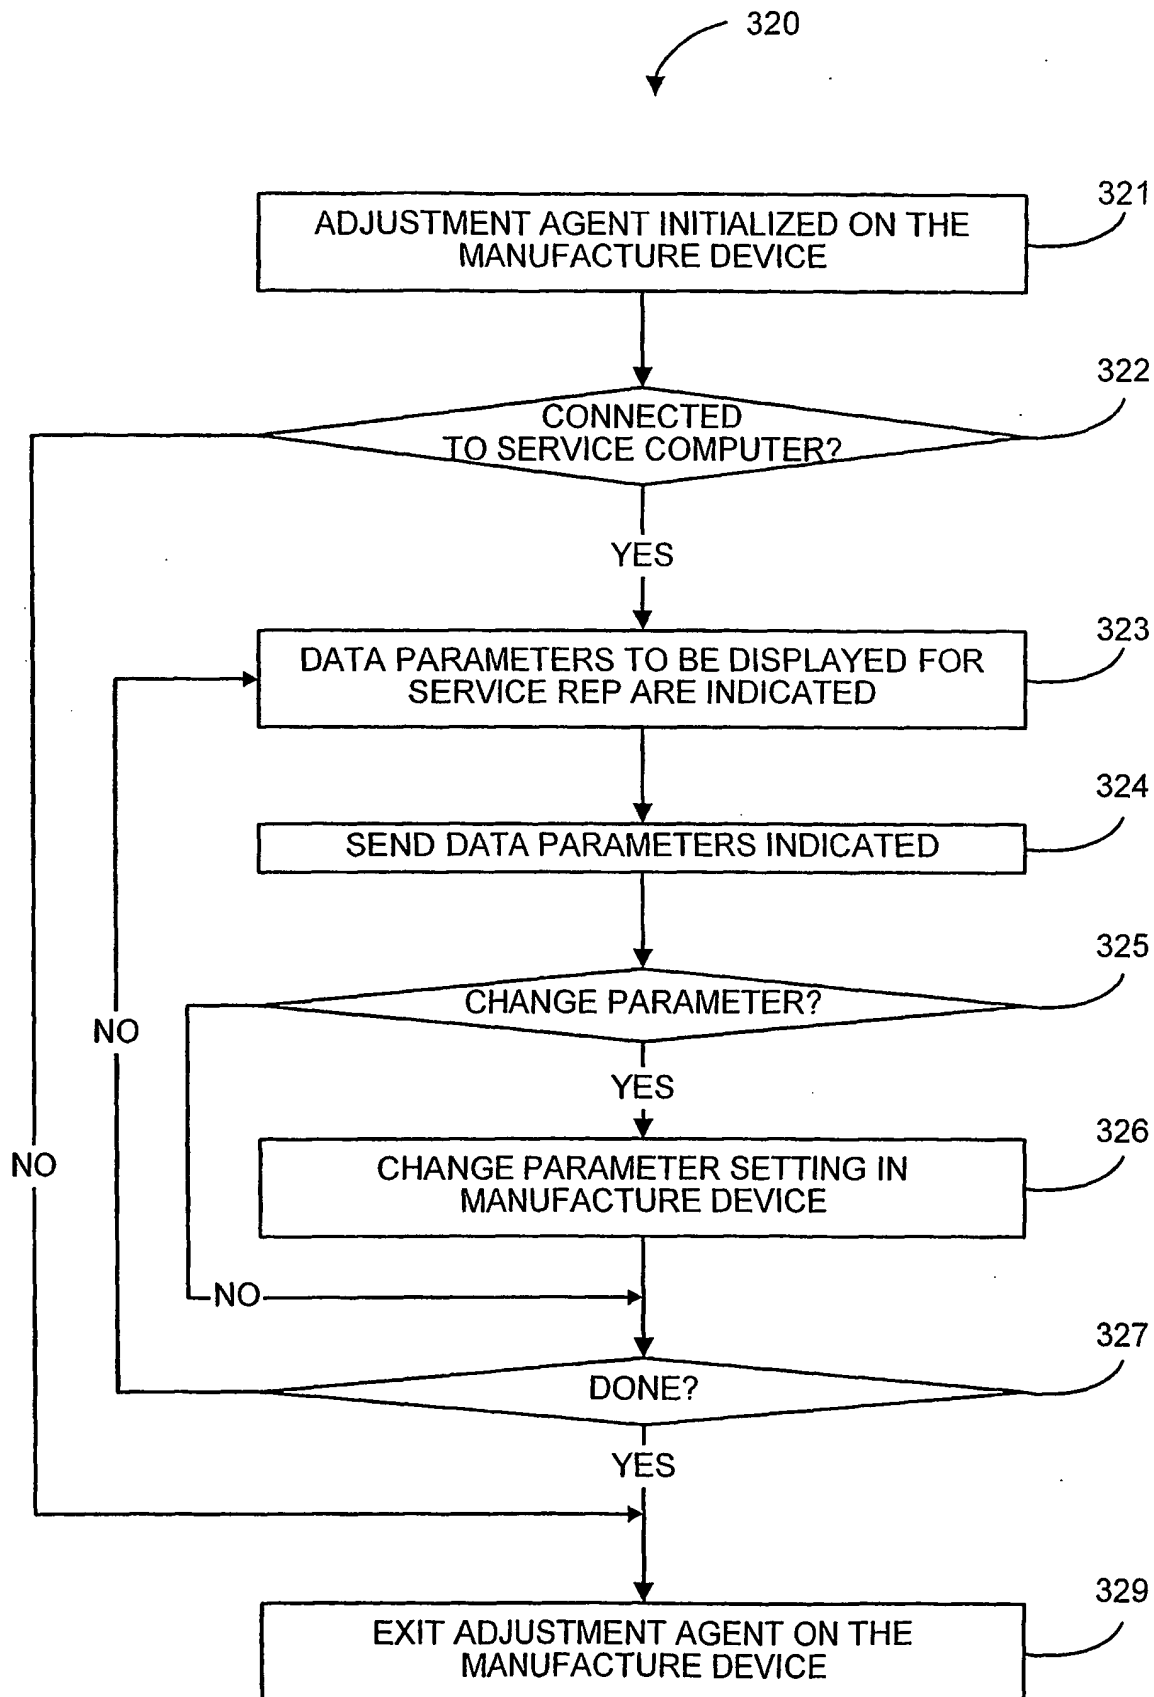 320
321
ADJUSTMENT AGENT INITIALIZED ON THE
MANUFACTURE DEVICE
322
CONNECTED
TO SERVICE COMPUTER?
YES
323
DATA PARAMETERS TO BE DISPLAYED FOR
SERVICE REP ARE INDICATED
324
SEND DATA PARAMETERS INDICATED
325
CHANGE PARAMETER?
NO
YES
326
NO
CHANGE PARAMETER SETTING IN
MANUFACTURE DEVICE
NO
327
DONE?
YES
329
EXIT ADJUSTMENT AGENT ON THE
MANUFACTURE DEVICE